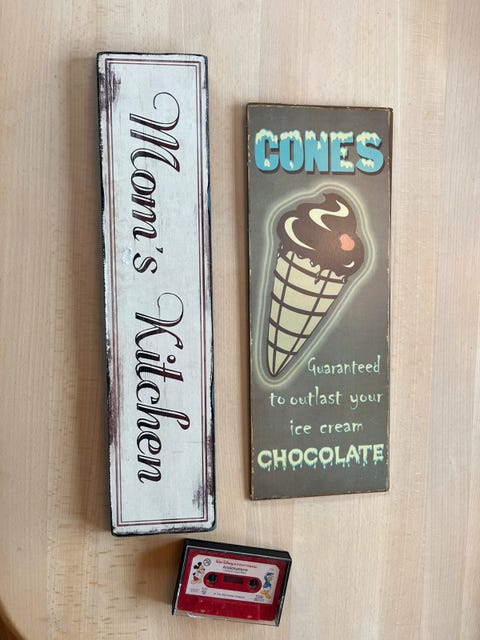 Mom's Kitchen
CONES
Guaranteed
to outlast your
ice cream
CHOCOLATE